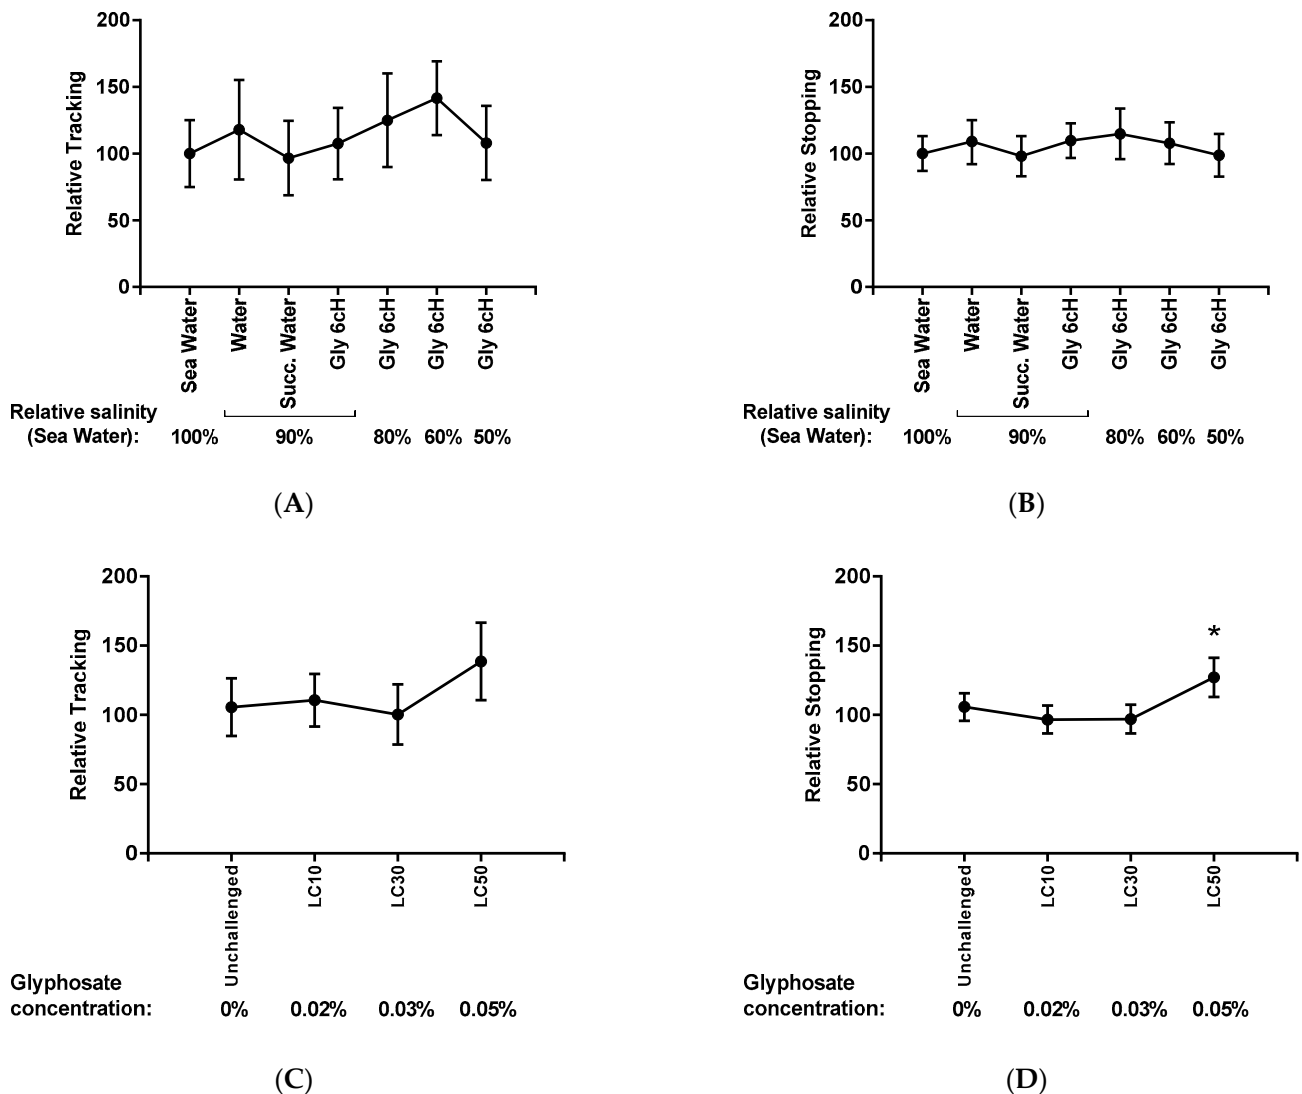 200
150
100
50
0
Relative Tracking
Sea Water
Water
Succ. Water
Gly 6cH
Gly 6cH
Gly 6cH
Gly 6cH
Relative salinity
(Sea Water): 100% 90% 80% 60% 50%
(A)
200
150
100
50
0
Relative Stopping
Sea Water
Water
Succ. Water
Gly 6cH
Gly 6cH
Gly 6cH
Gly 6cH
Relative salinity
(Sea Water): 100% 90% 80% 60% 50%
(B)
200
150
100
50
0
Relative Tracking
Unchallenged
LC10
LC30
LC50
Glyphosate
concentration: 0% 0.02% 0.03% 0.05%
(C)
200
150
100
50
0
Relative Stopping
*
Unchallenged
LC10
LC30
LC50
Glyphosate
concentration: 0% 0.02% 0.03% 0.05%
(D)